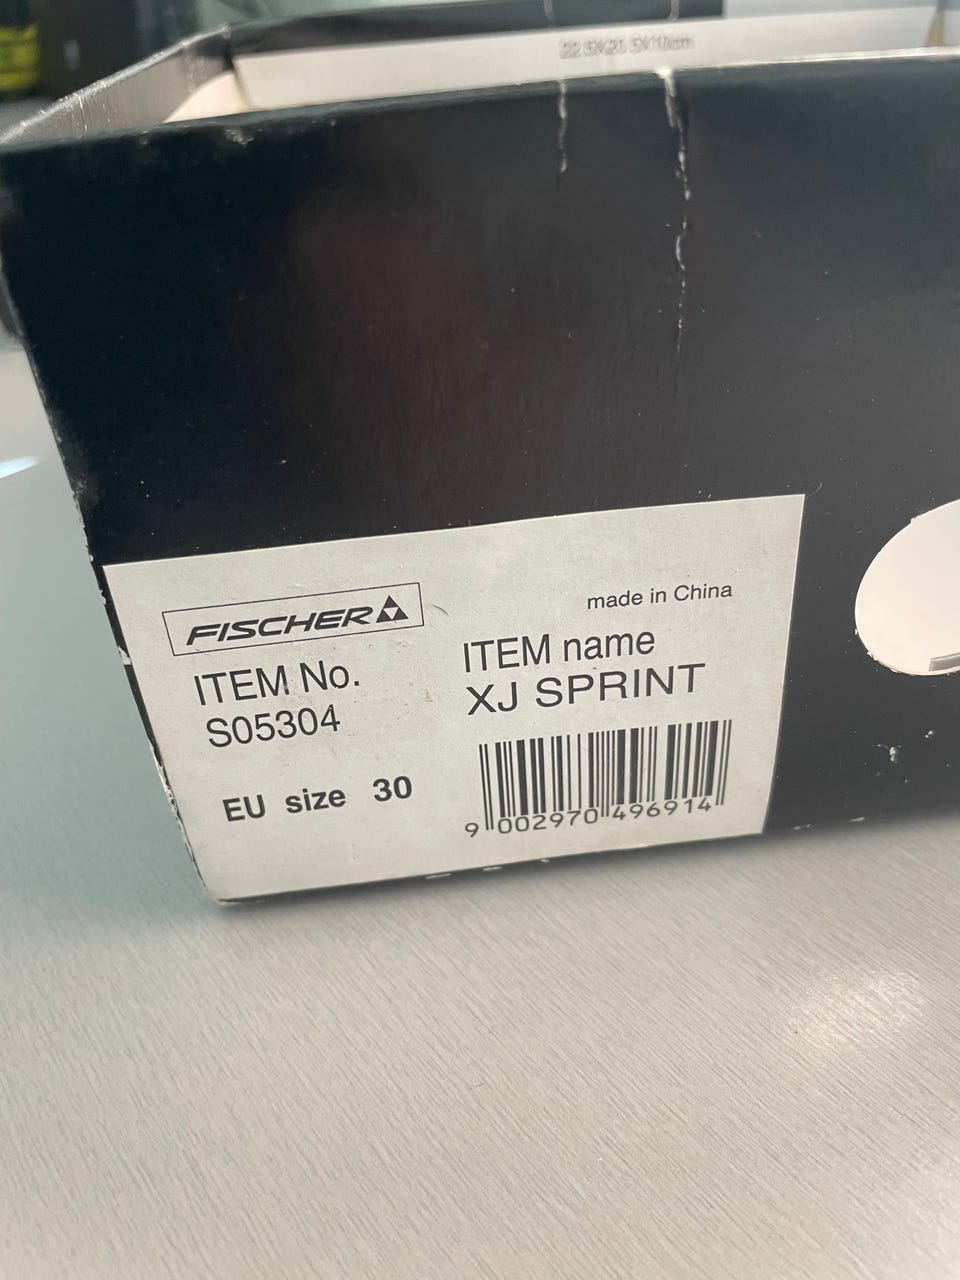 FISCHER
made in China
ITEM No.
S05304
ITEM name
XJ SPRINT
EU size 30
9 002970 496914